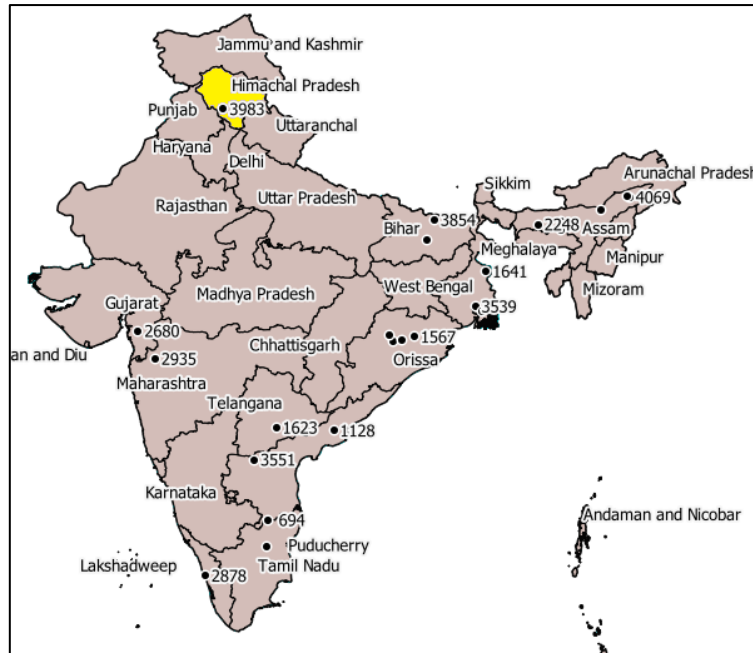 Jammu and Kashmir
Himachal Pradesh
Punjab
3983
Uttaranchal
Haryana
Delhi
Arunachal Pradesh
Sikkim
Rajasthan
Uttar Pradesh
4069
3854
Bihar
2248
Assam
Meghalaya
Manipur
1641
West Bengal
Mizoram
Madhya Pradesh
Gujarat
3539
2680
1567
Chhattisgarh
an and Diu
2935
Orissa
Maharashtra
Telangana
1623
1128
3551
Karnataka
694
Andaman and Nicobar
Puducherry
Lakshadweep
Tamil Nadu
2878